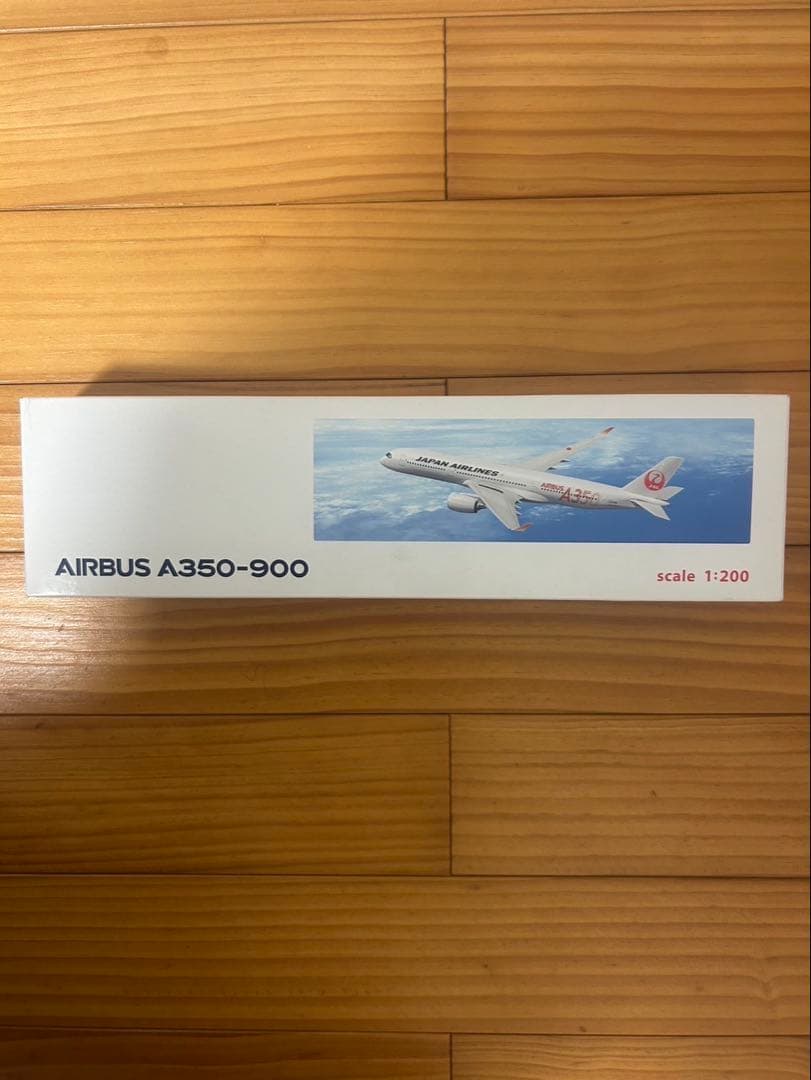 JAPAN AIRLINES
AIRBUS
A350
AIRBUS A350-900
scale 1:200